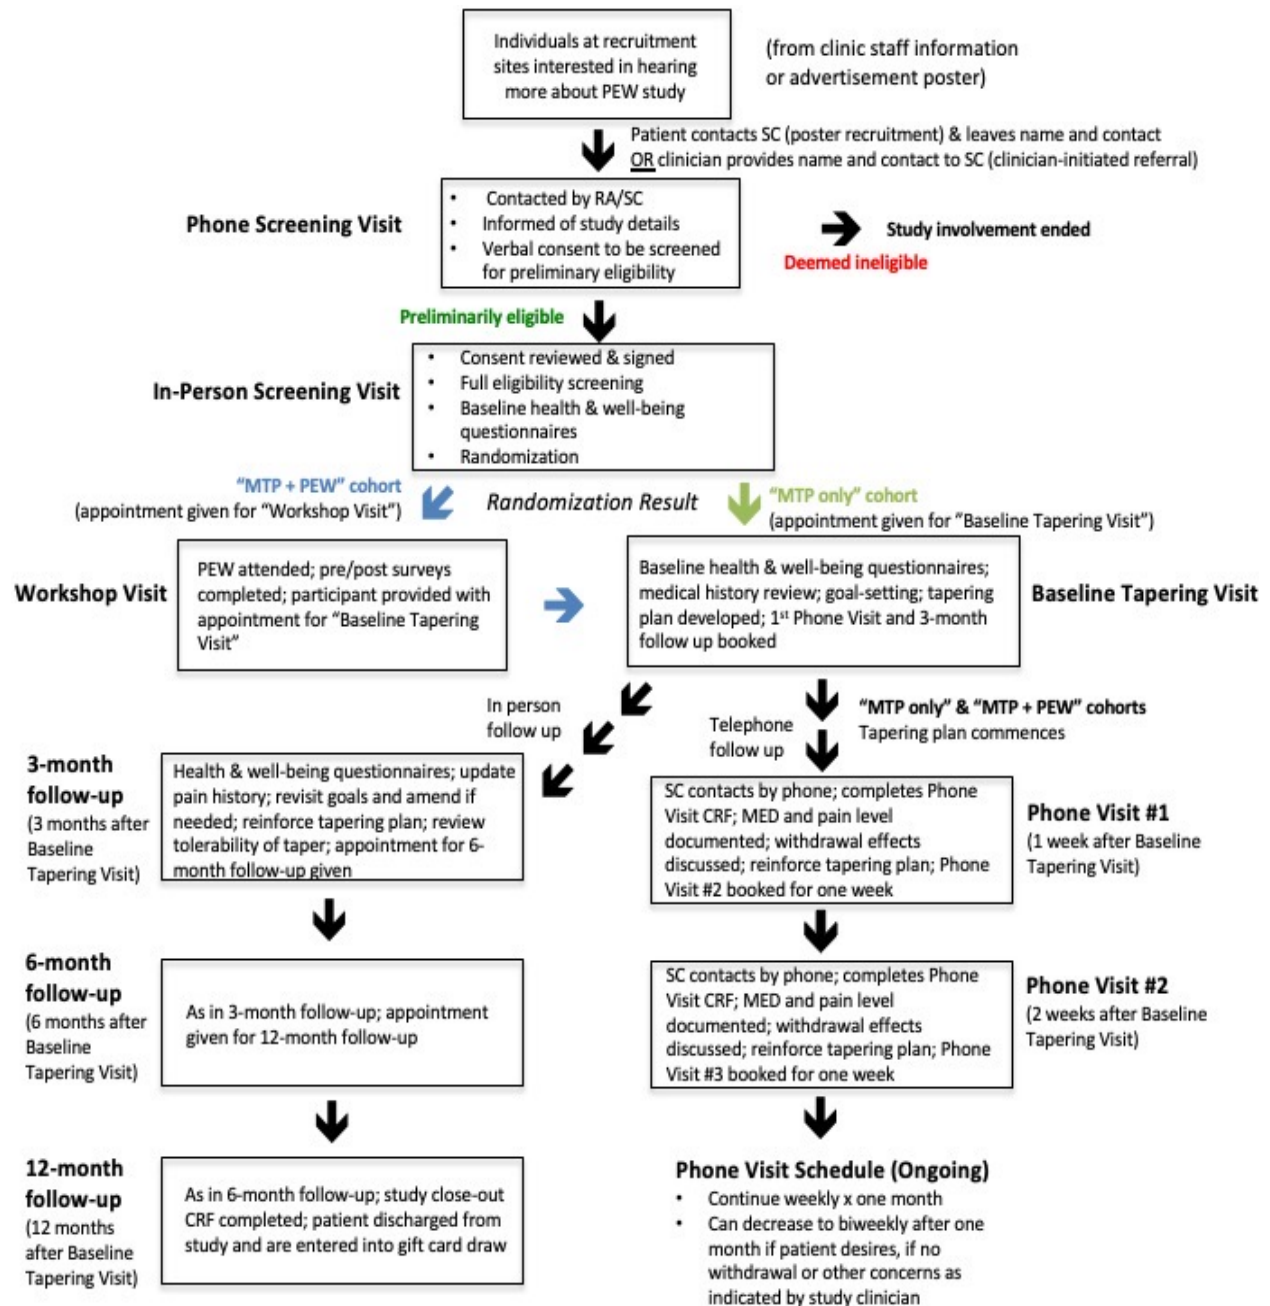 Individuals at recruitment
sites interested in hearing
more about PEW study
(from clinic staff information
or advertisement poster)
Patient contacts SC (poster recruitment) & leaves name and contact
OR clinician provides name and contact to SC (clinician-initiated referral)
Phone Screening Visit
• Contacted by RA/SC
• Informed of study details
• Verbal consent to be screened
for preliminary eligibility
Study involvement ended
Deemed ineligible
Preliminarily eligible
In-Person Screening Visit
• Consent reviewed & signed
• Full eligibility screening
• Baseline health & well-being
questionnaires
• Randomization
"MTP + PEW" cohort
(appointment given for "Workshop Visit")
Randomization Result
"MTP only" cohort
(appointment given for "Baseline Tapering Visit")
Workshop Visit
PEW attended; pre/post surveys
completed; participant provided with
appointment for "Baseline Tapering
Visit"
Baseline health & well-being questionnaires;
medical history review; goal-setting; tapering
plan developed; 1st Phone Visit and 3-month
follow up booked
Baseline Tapering Visit
In person
follow up
Telephone
follow up
"MTP only" & "MTP + PEW" cohorts
Tapering plan commences
3-month
follow-up
(3 months after
Baseline
Tapering Visit)
Health & well-being questionnaires; update
pain history; revisit goals and amend if
needed; reinforce tapering plan; review
tolerability of taper; appointment for 6-
month follow-up given
SC contacts by phone; completes Phone
Visit CRF; MED and pain level
documented; withdrawal effects
discussed; reinforce tapering plan; Phone
Visit #2 booked for one week
Phone Visit #1
(1 week after Baseline
Tapering Visit)
6-month
follow-up
(6 months after
Baseline
Tapering Visit)
As in 3-month follow-up; appointment
given for 12-month follow-up
SC contacts by phone; completes Phone
Visit CRF; MED and pain level
documented; withdrawal effects
discussed; reinforce tapering plan; Phone
Visit #3 booked for one week
Phone Visit #2
(2 weeks after Baseline
Tapering Visit)
12-month
follow-up
(12 months
after Baseline
Tapering Visit)
As in 6-month follow-up; study close-out
CRF completed; patient discharged from
study and are entered into gift card draw
Phone Visit Schedule (Ongoing)
• Continue weekly x one month
• Can decrease to biweekly after one
month if patient desires, if no
withdrawal or other concerns as
indicated by study clinician